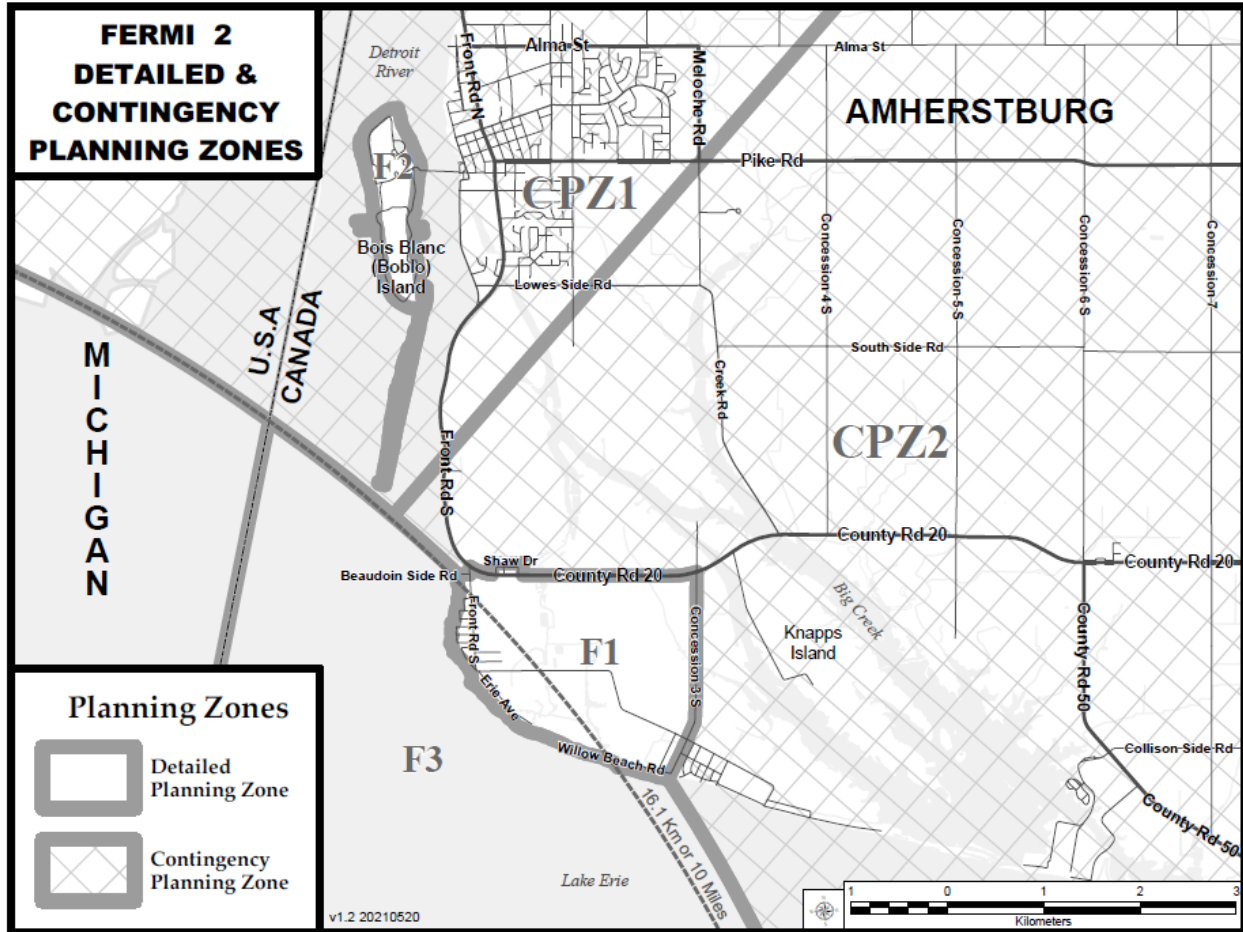 FERMI 2
DETAILED &
CONTINGENCY
PLANNING ZONES
Detroit
River
Front Rd N
Alma St
Meloche Rd
Alma St
AMHERSTBURG
F2
Pike Rd
CPZ1
Bois Blanc
(Boblo)
Island
Lowes Side Rd
Concession 4 S
Concession 5 S
Concession 6 S
Concession 7
U.S.A
CANADA
MICHIGAN
South Side Rd
Creek Rd
CPZ2
Front Rd S
County Rd 20
Shaw Dr
Beaudoin Side Rd
County Rd 20
County Rd 20
Big Creek
Front Rd S
F1
Concession 3 S
Knapps
Island
County Rd 50
Erie Ave
F3
Willow Beach Rd
Collison Side Rd
County Rd 50
16.1 Km or 10 Miles
Lake Erie
Planning Zones
Detailed
Planning Zone
Contingency
Planning Zone
v1.2 20210520
1 0 1 2 3
Kilometers